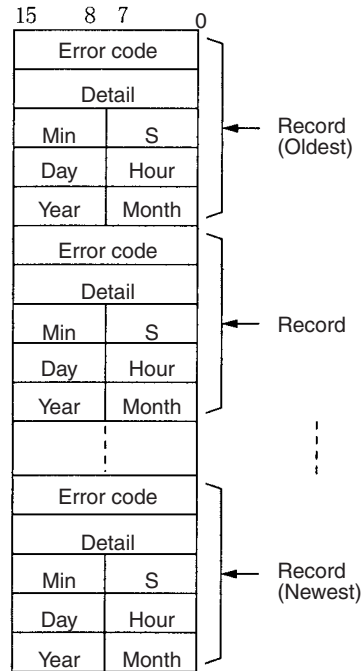 15 8 7 0
Error code
Detail
Min S
Day Hour
Year Month
Record
(Oldest)
Error code
Detail
Min S
Day Hour
Year Month
Record
Error code
Detail
Min S
Day Hour
Year Month
Record
(Newest)